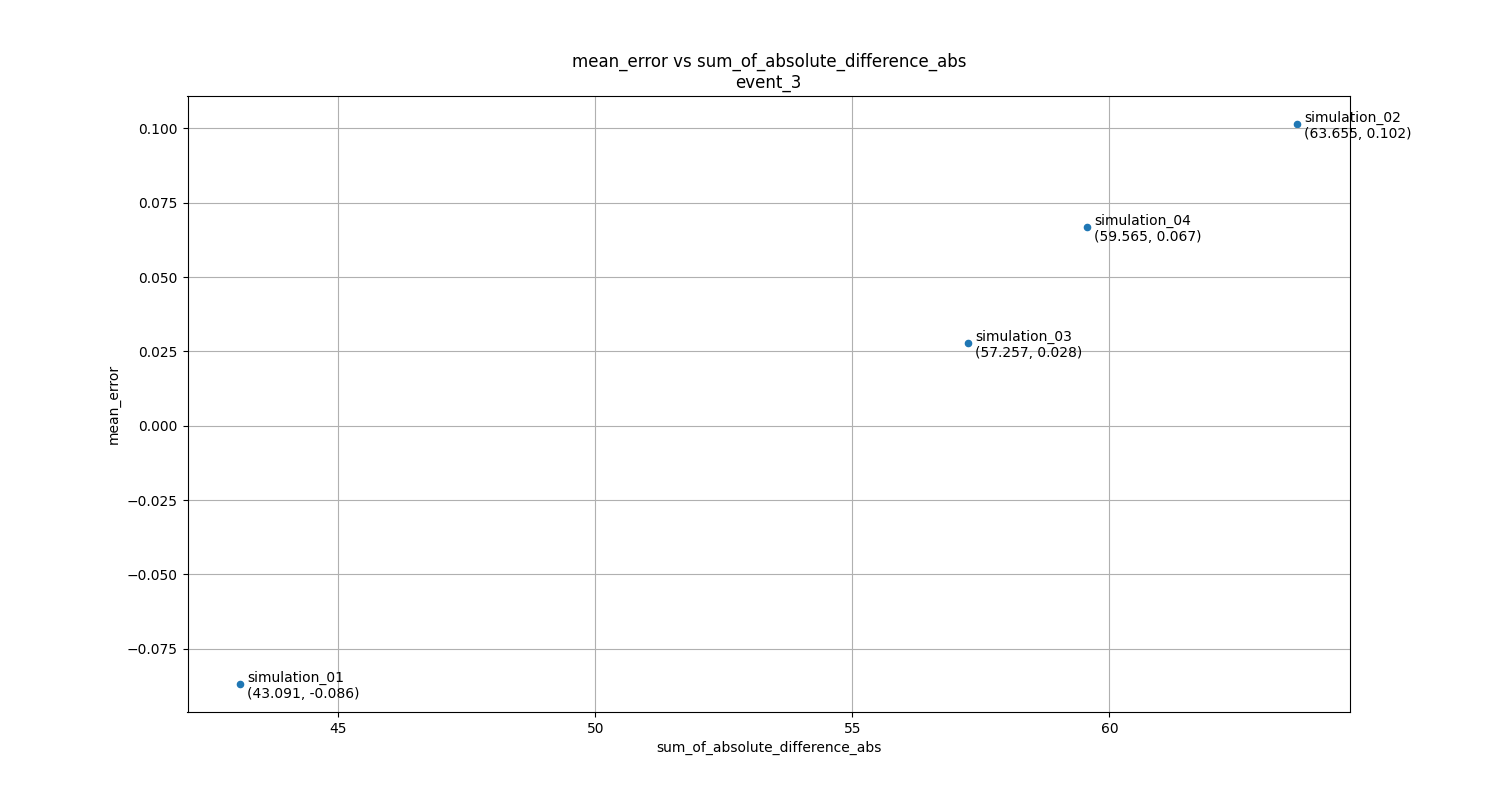 mean_error vs sum_of_absolute_difference_abs
event_3
0.100
0.075
0.050
0.025
0.000
−0.025
−0.050
−0.075
mean_error
simulation_02
(63.655, 0.102)
simulation_04
(59.565, 0.067)
simulation_03
(57.257, 0.028)
simulation_01
(43.091, -0.086)
45
50
55
60
sum_of_absolute_difference_abs